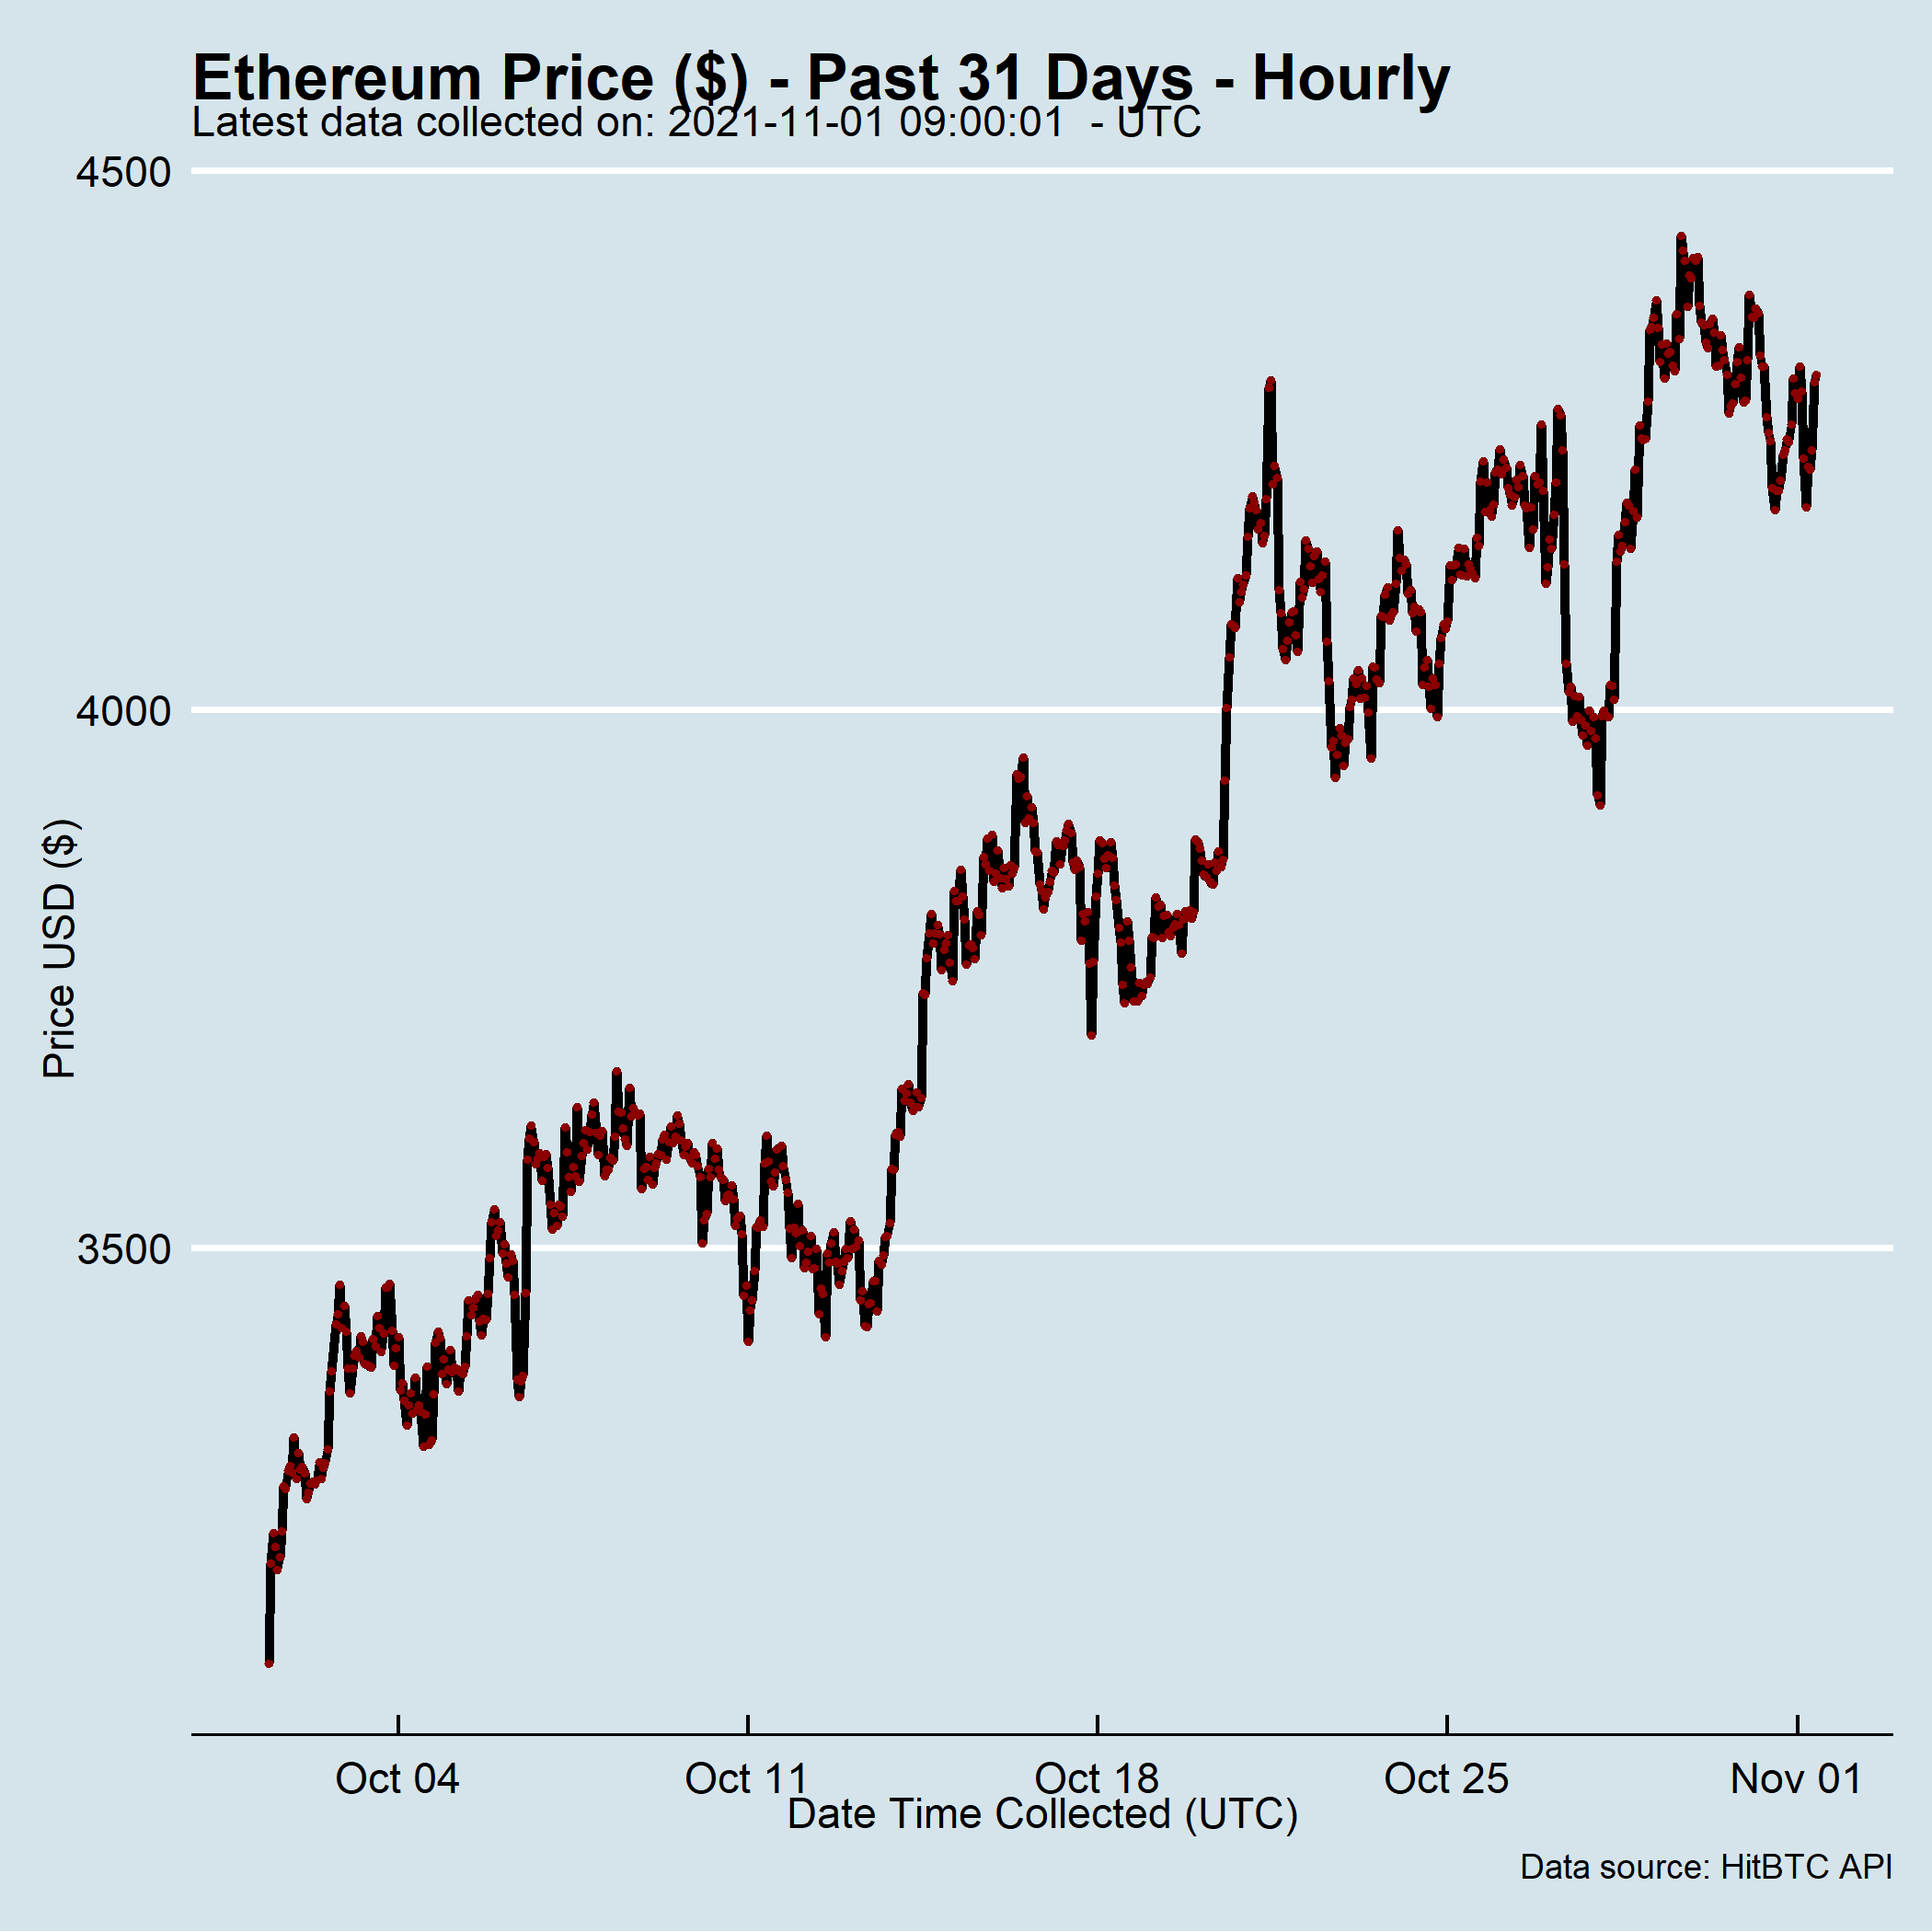 Ethereum Price ($) - Past 31 Days - Hourly
Latest data collected on: 2021-11-01 09:00:01  - UTC
4500
4000
3500
Price USD ($)
Oct 04 Oct 11 Oct 18 Oct 25 Nov 01
Date Time Collected (UTC)
Data source: HitBTC API